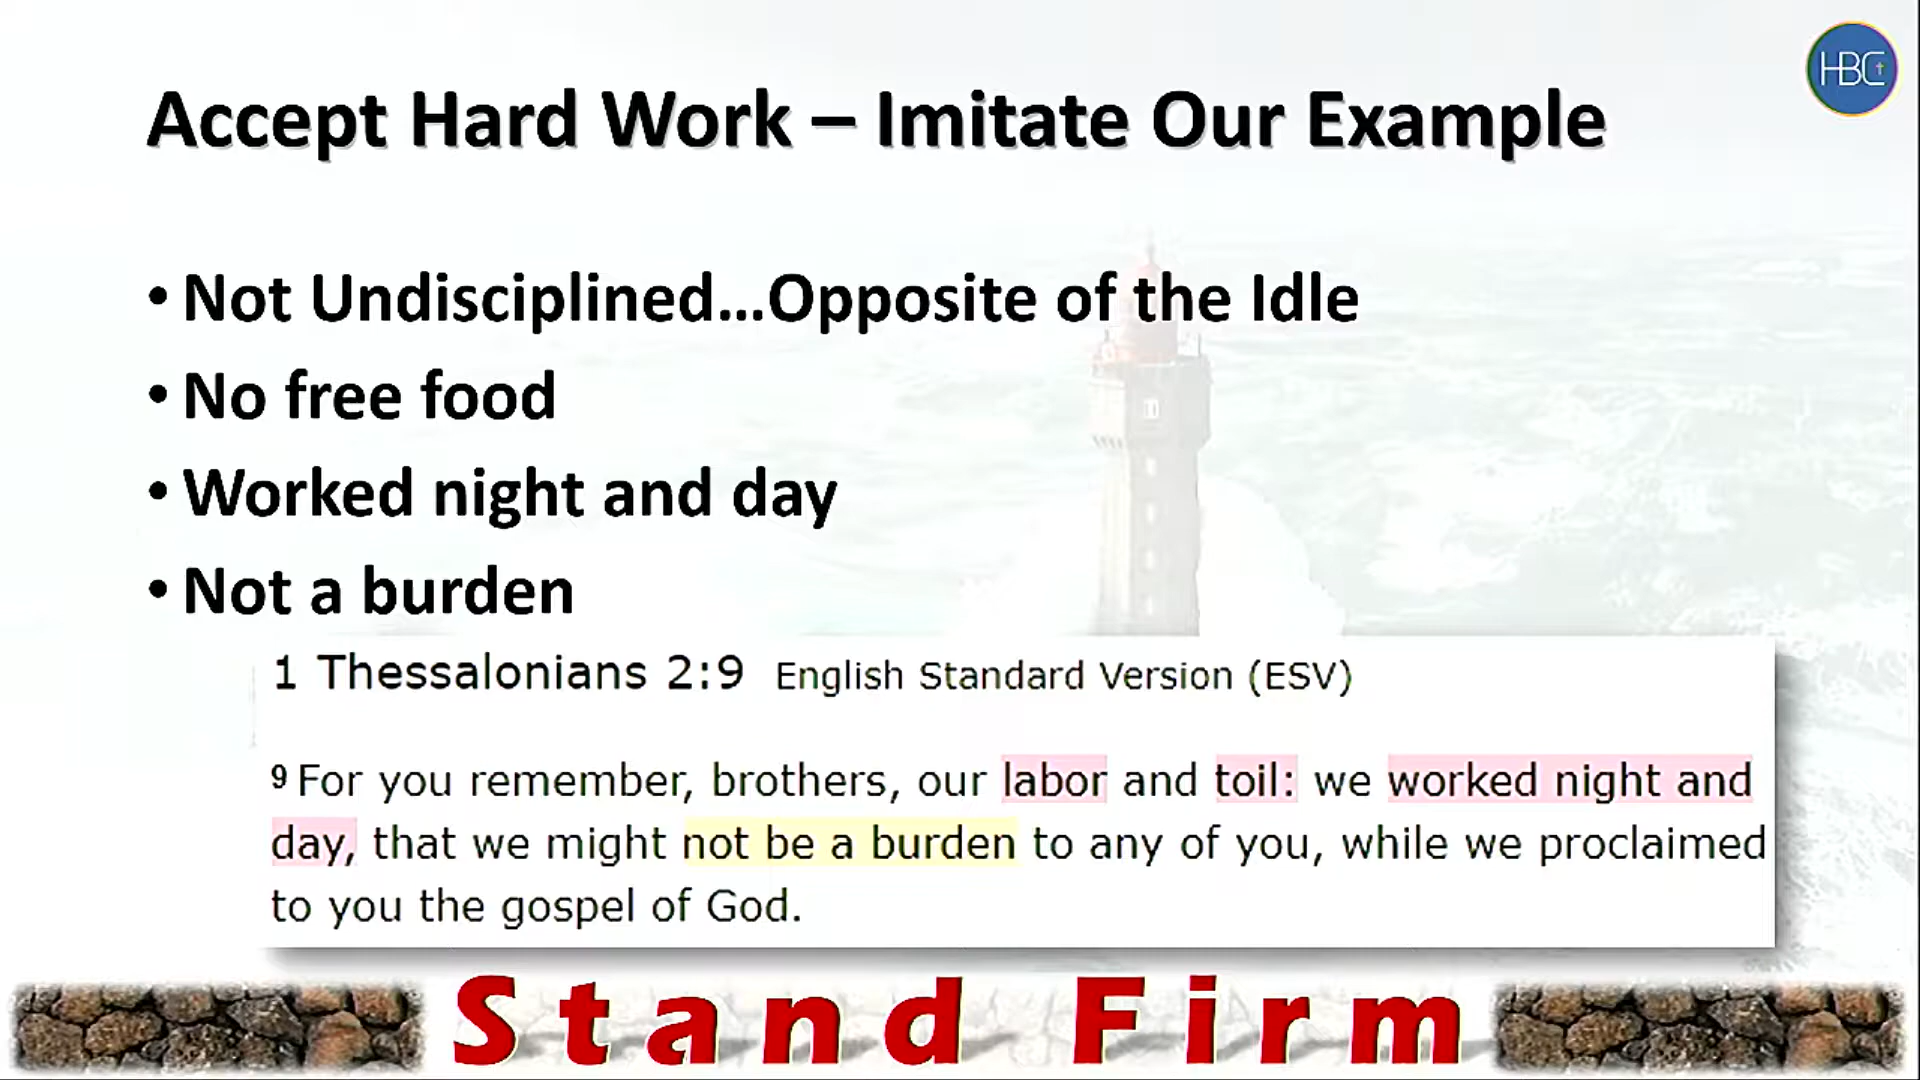 HBC
Accept Hard Work – Imitate Our Example
• Not Undisciplined...Opposite of the Idle
• No free food
• Worked night and day
• Not a burden
1 Thessalonians 2:9 English Standard Version (ESV)
9 For you remember, brothers, our labor and toil: we worked night and
day, that we might not be a burden to any of you, while we proclaimed
to you the gospel of God.
Stand Firm